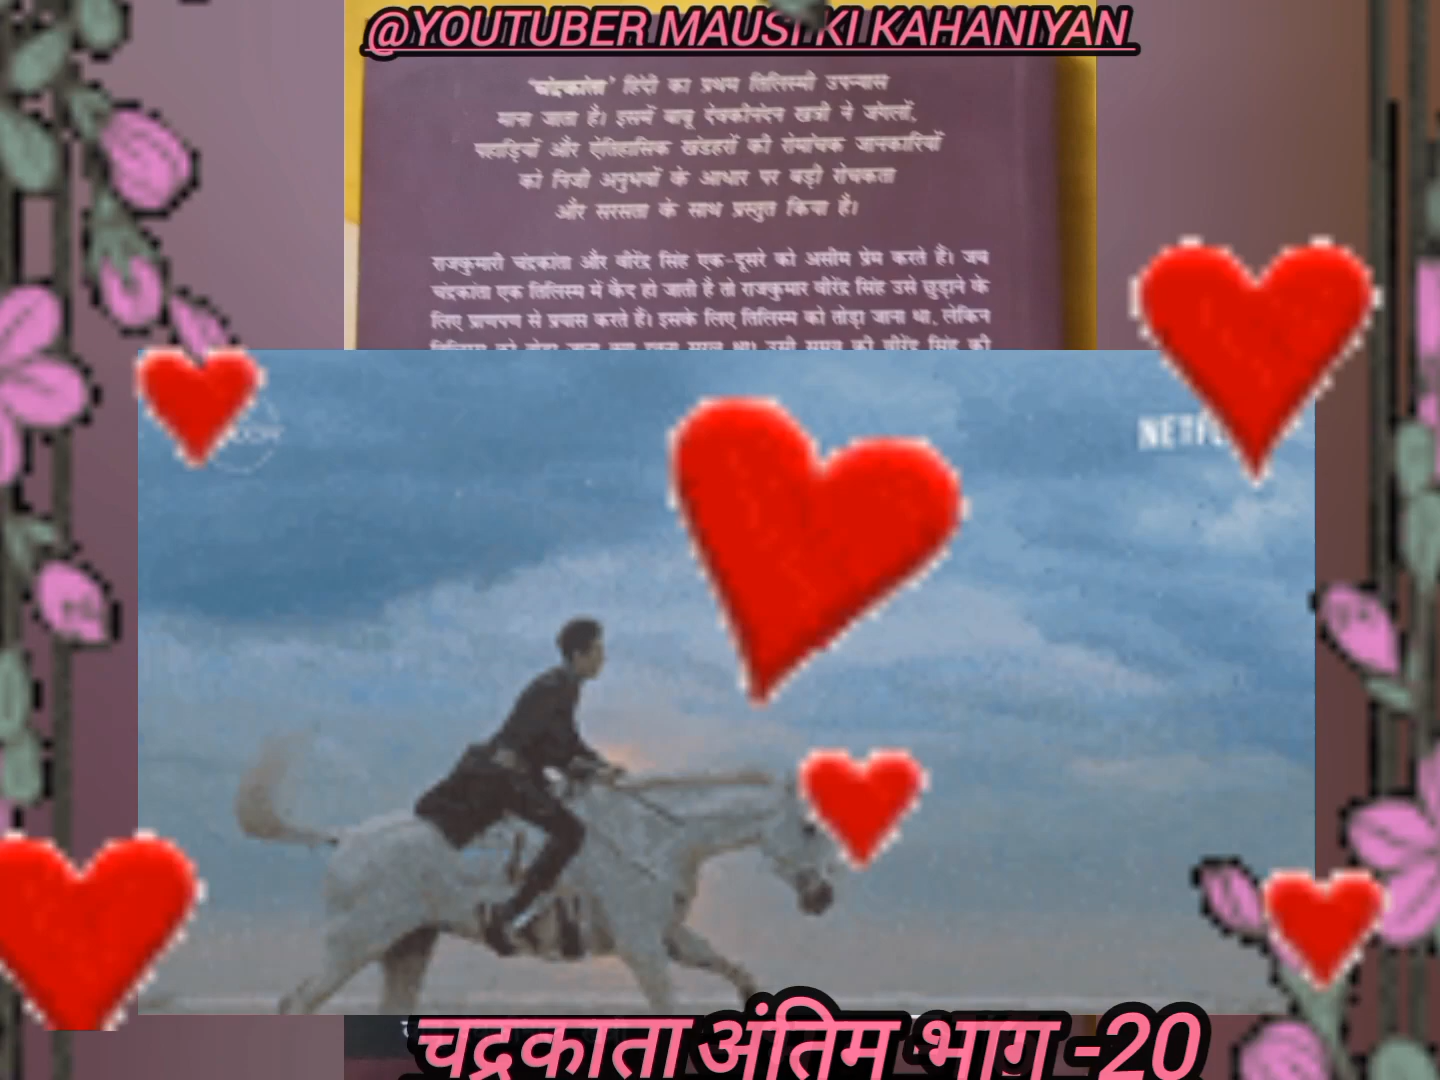 @YOUTUBER MAUSI KI KAHANIYAN
'चंद्रकांता' हिंदी का प्रथम तिलिस्मी उपन्यास
माना जाता है। इसमें बाबू देवकीनंदन खत्री ने जंगलों,
पहाड़ियों और ऐतिहासिक खंडहरों की रोमांचक जानकारियों
को निजी अनुभवों के आधार पर बड़ी रोचकता
और सरसता के साथ प्रस्तुत किया है।
राजकुमारी चंद्रकांता और वीरेंद्र सिंह एक-दूसरे को असीम प्रेम करते हैं। जब
चंद्रकांता एक तिलिस्म में कैद हो जाती है तो राजकुमार वीरेंद्र सिंह उसे छुड़ाने के
लिए प्राणपण से प्रयास करते हैं। इसके लिए तिलिस्म को तोड़ा जाना था, लेकिन
चद्रकाता अंतिम भाग -20